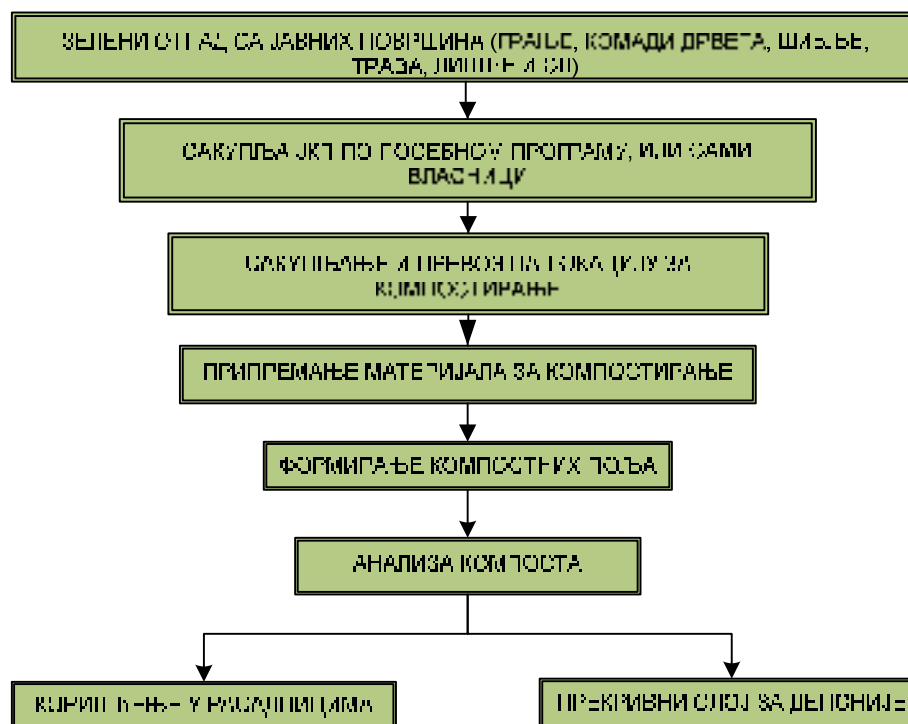 ЗЕЛЕНИ ОТПАД СА ЈАВНИХ ПОВРШИНА (ГРАЊЕ, КОМАДИ ДРВЕТА, ШИБЉЕ,
ТРАВА, ЛИШЋЕ И СЛ)
САКУПЉА ЈКП ПО ПОСЕБНОМ ПРОГРАМУ, ИЛИ САМИ
ВЛАСНИЦИ
САКУПЉАЊЕ И ПРЕВОЗ НА ЛОКАЦИЈУ ЗА
КОМПОСТИРАЊЕ
ПРИПРЕМАЊЕ МАТЕРИЈАЛА ЗА КОМПОСТИРАЊЕ
ФОРМИРАЊЕ КОМПОСТНИХ ПОЉА
АНАЛИЗА КОМПОСТА
КОРИШЋЕЊЕ У РАСАДНИЦИМА
ПРЕКРИВНИ СЛОЈ ЗА ДЕПОНИЈЕ